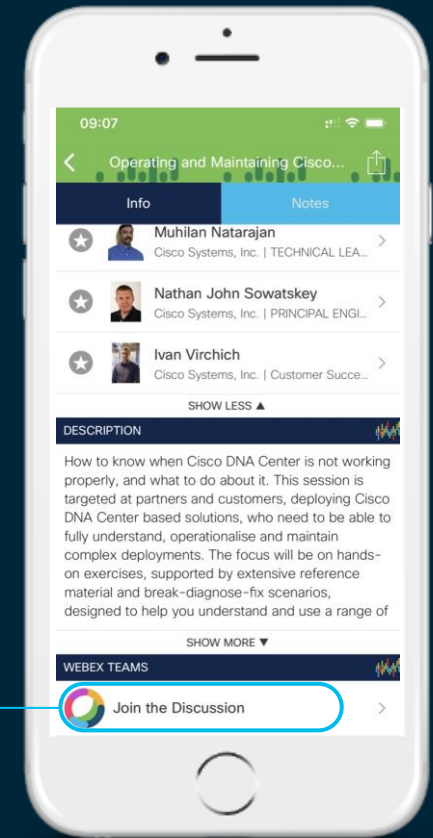 09:07
Operating and Maintaining Cisco...
Info
Notes
Muhilan Natarajan
Cisco Systems, Inc. | TECHNICAL LEA...
Nathan John Sowatskey
Cisco Systems, Inc. | PRINCIPAL ENGI...
Ivan Virchich
Cisco Systems, Inc. | Customer Succe...
SHOW LESS ▲
DESCRIPTION
How to know when Cisco DNA Center is not working
properly, and what to do about it. This session is
targeted at partners and customers, deploying Cisco
DNA Center based solutions, who need to be able to
fully understand, operationalise and maintain
complex deployments. The focus will be on hands-
on exercises, supported by extensive reference
material and break-diagnose-fix scenarios,
designed to help you understand and use a range of
SHOW MORE ▼
WEBEX TEAMS
Join the Discussion